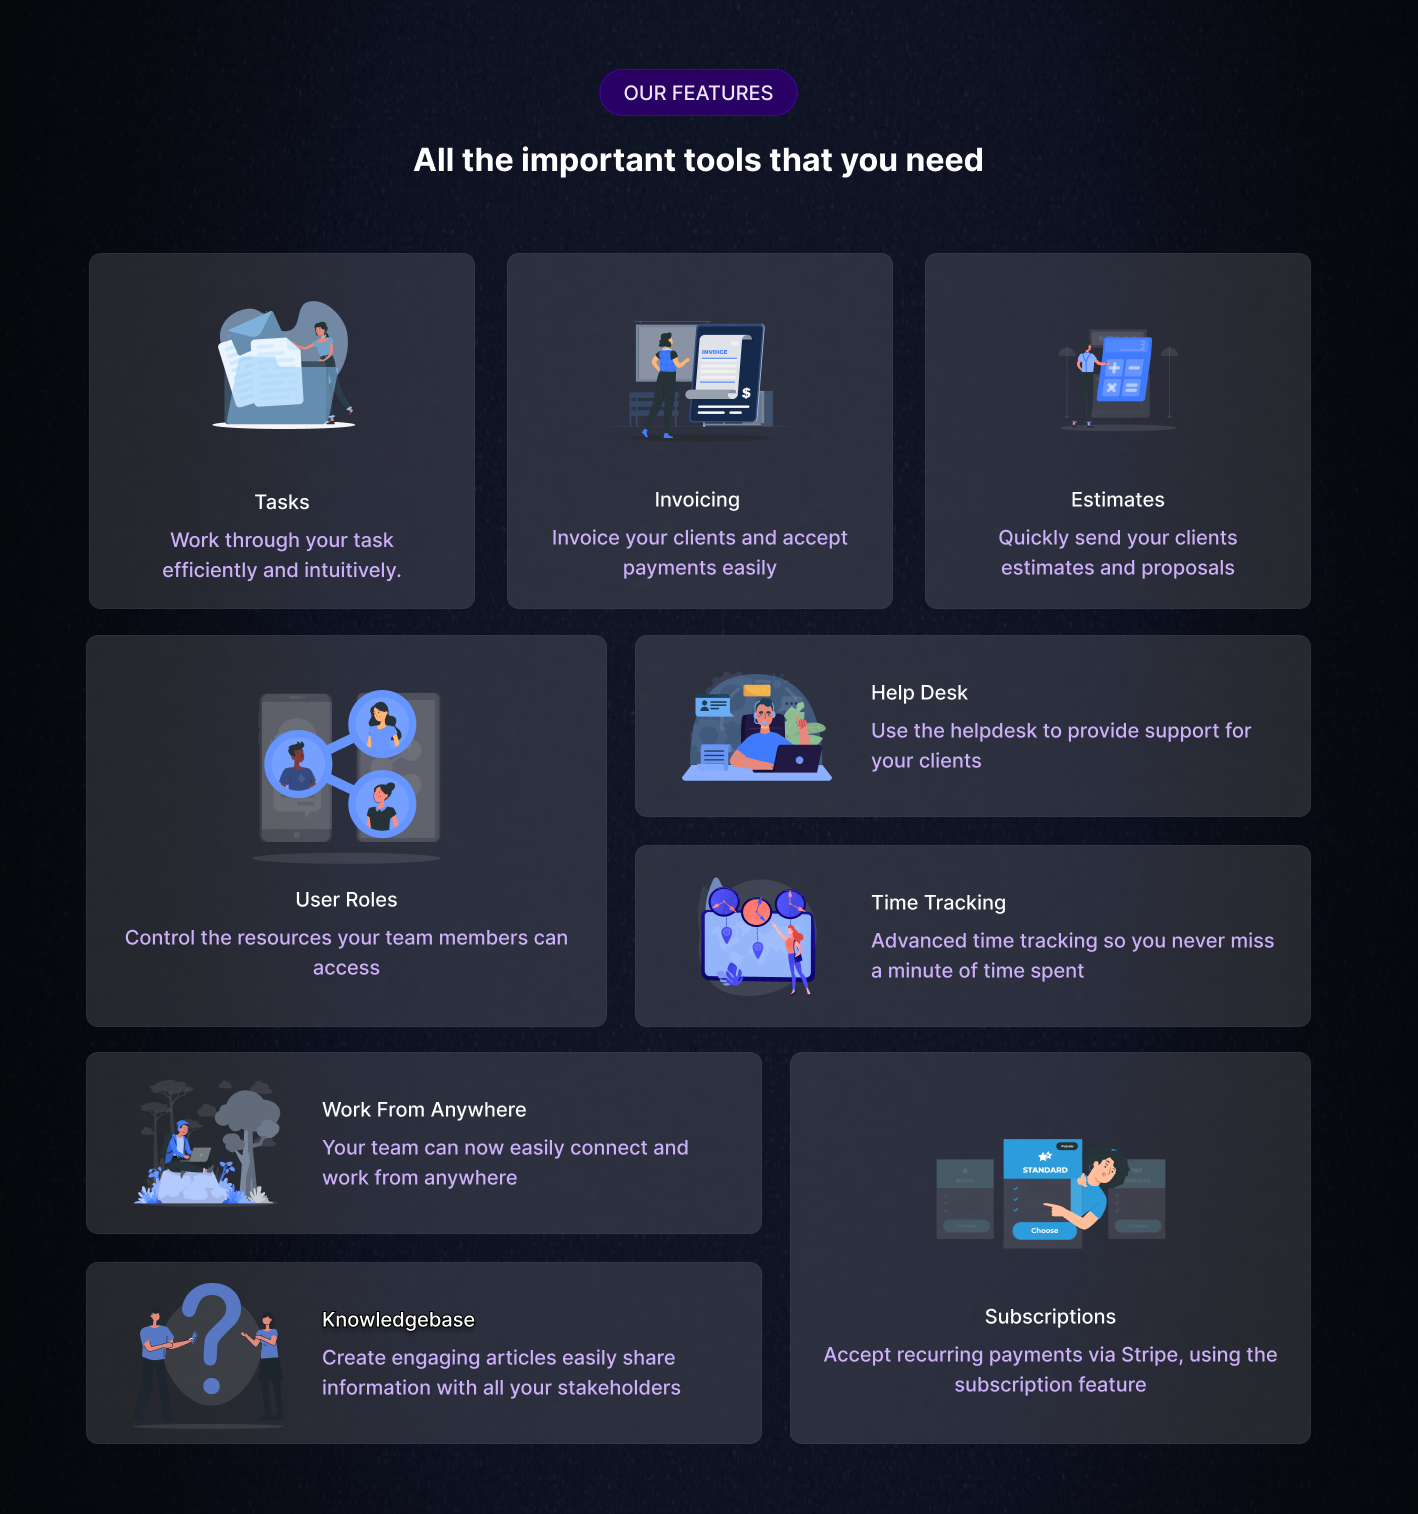 OUR FEATURES
All the important tools that you need
INVOICE
$
Tasks
Work through your task
efficiently and intuitively.
Invoicing
Invoice your clients and accept
payments easily
Estimates
Quickly send your clients
estimates and proposals
User Roles
Control the resources your team members can
access
Help Desk
Use the helpdesk to provide support for
your clients
Time Tracking
Advanced time tracking so you never miss
a minute of time spent
Work From Anywhere
Your team can now easily connect and
work from anywhere
Knowledgebase
Create engaging articles easily share
information with all your stakeholders
STANDARD
Choose
Subscriptions
Accept recurring payments via Stripe, using the
subscription feature